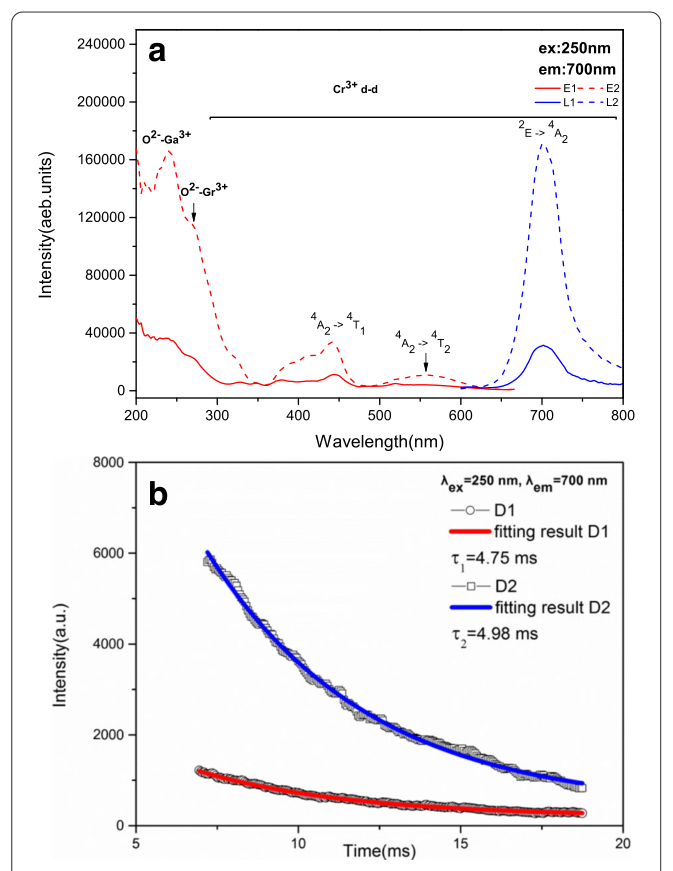 a
ex:250nm
em:700nm
E1 E2
L1 L2
Cr3+ d-d
2E -> 4A2
O2--Ga3+
O2--Gr3+
4A2 -> 4T1
4A2 -> 4T2
Intensity(aeb.units)
240000
200000
160000
120000
80000
40000
0
200 300 400 500 600 700 800
Wavelength(nm)
b
λex=250 nm, λem=700 nm
D1
fitting result D1
τ1=4.75 ms
D2
fitting result D2
τ2=4.98 ms
Intensity(a.u.)
8000
6000
4000
2000
0
5 10 15 20
Time(ms)